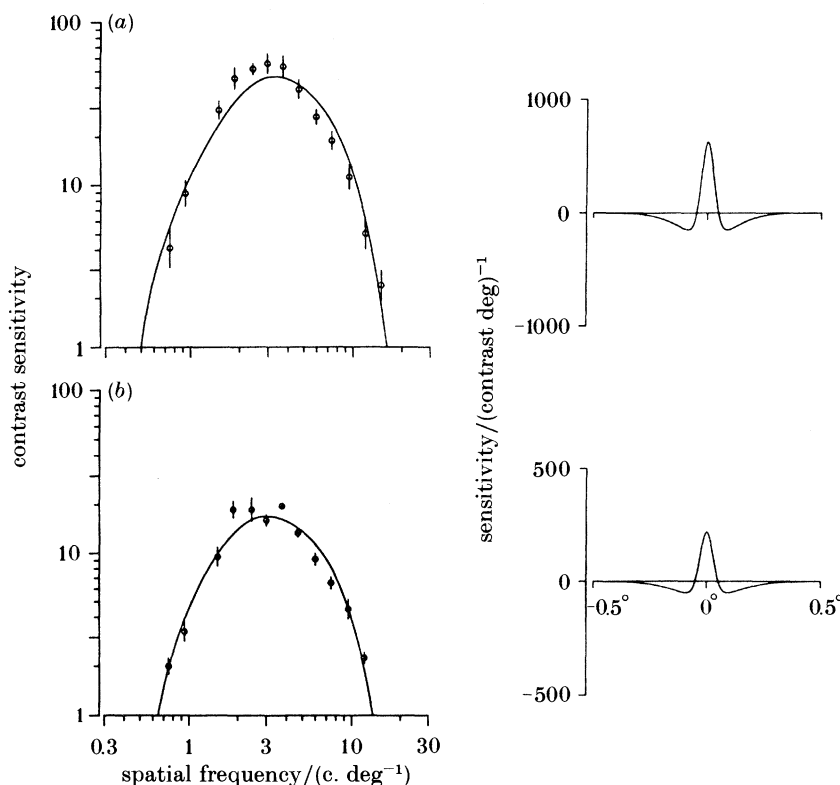 (a)
100
10
1
(b)
100
10
1
0.3 1 3 10 30
spatial frequency/(c. deg⁻¹)
contrast sensitivity
1000
0
-1000
500
0
-500
-0.5° 0° 0.5°
sensitivity/(contrast deg)⁻¹